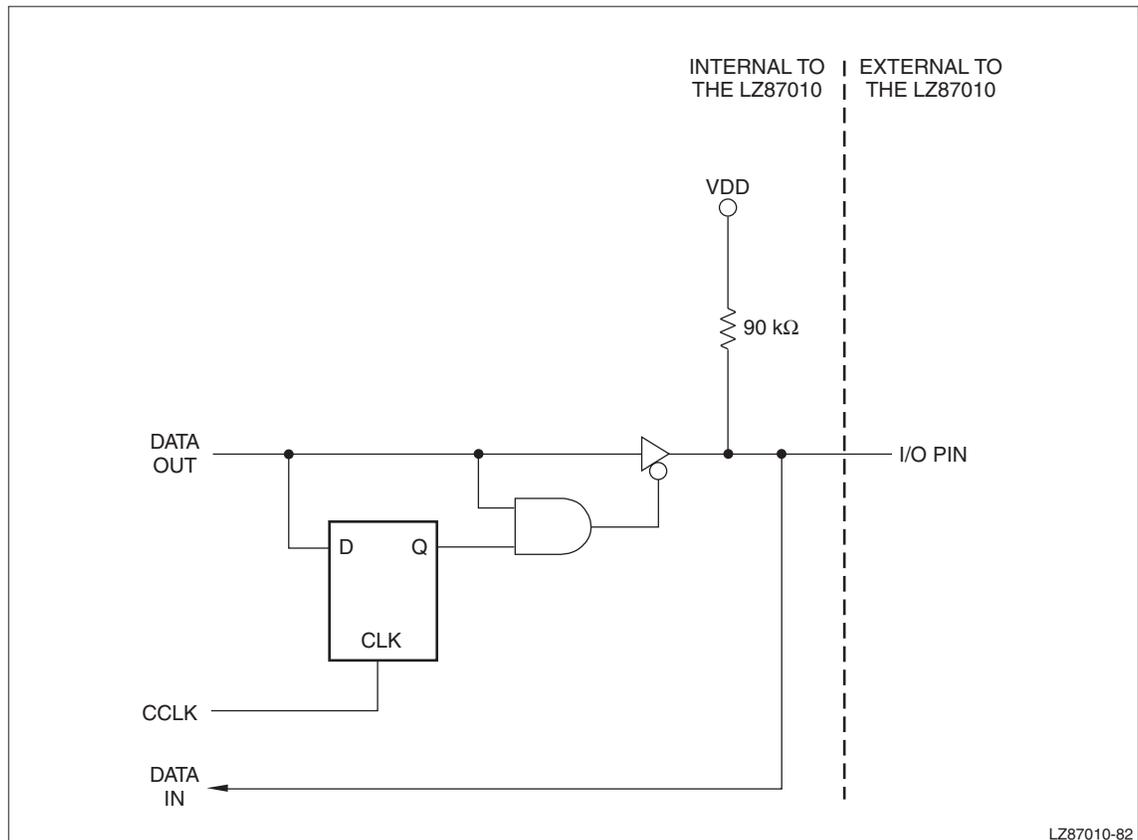 INTERNAL TO
THE LZ87010
EXTERNAL TO
THE LZ87010
VDD
90 kΩ
DATA
OUT
I/O PIN
D
Q
CLK
CCLK
DATA
IN
LZ87010-82